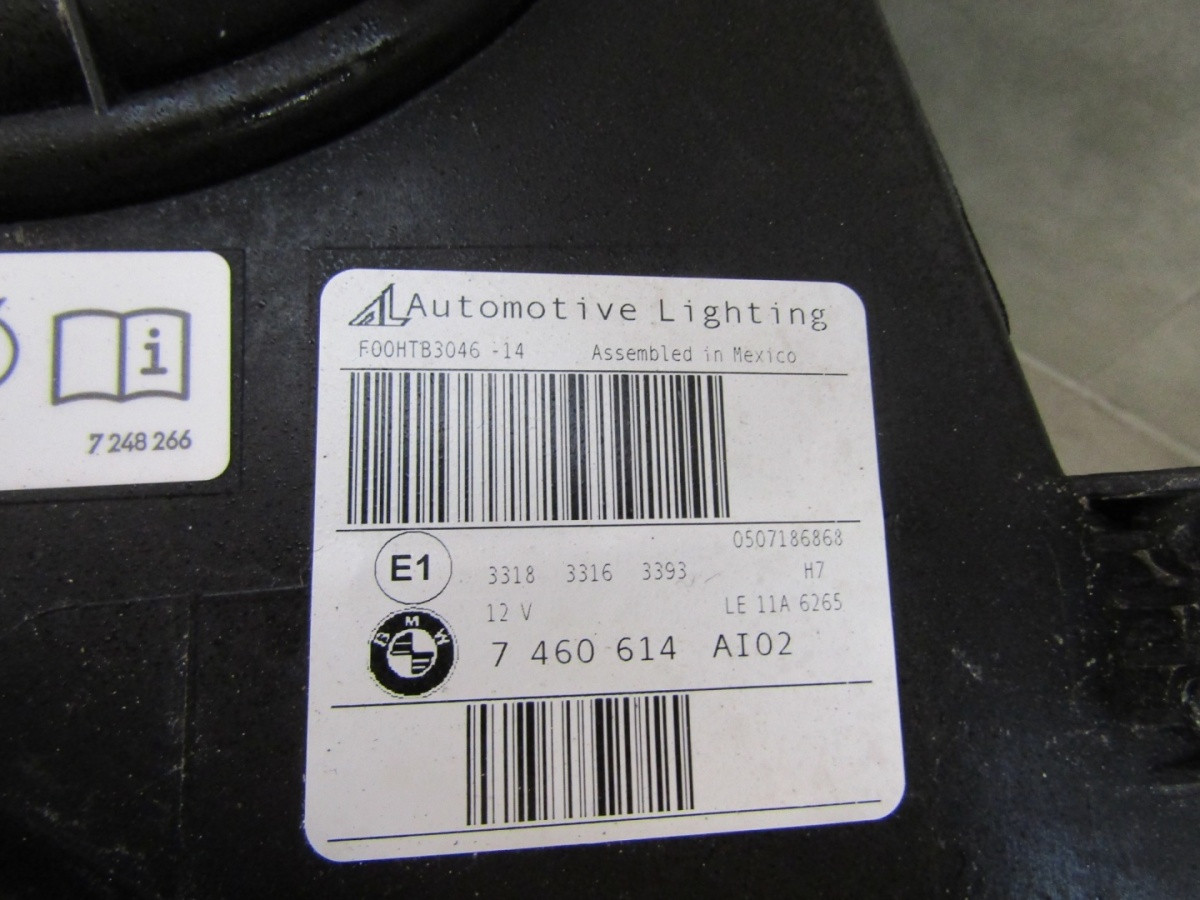 AL Automotive Lighting
F00HTB3046 -14 Assembled in Mexico
i
7 248 266
0507186868
E1 3318 3316 3393 H7
12 V LE 11A 6265
BMW 7 460 614 AI02